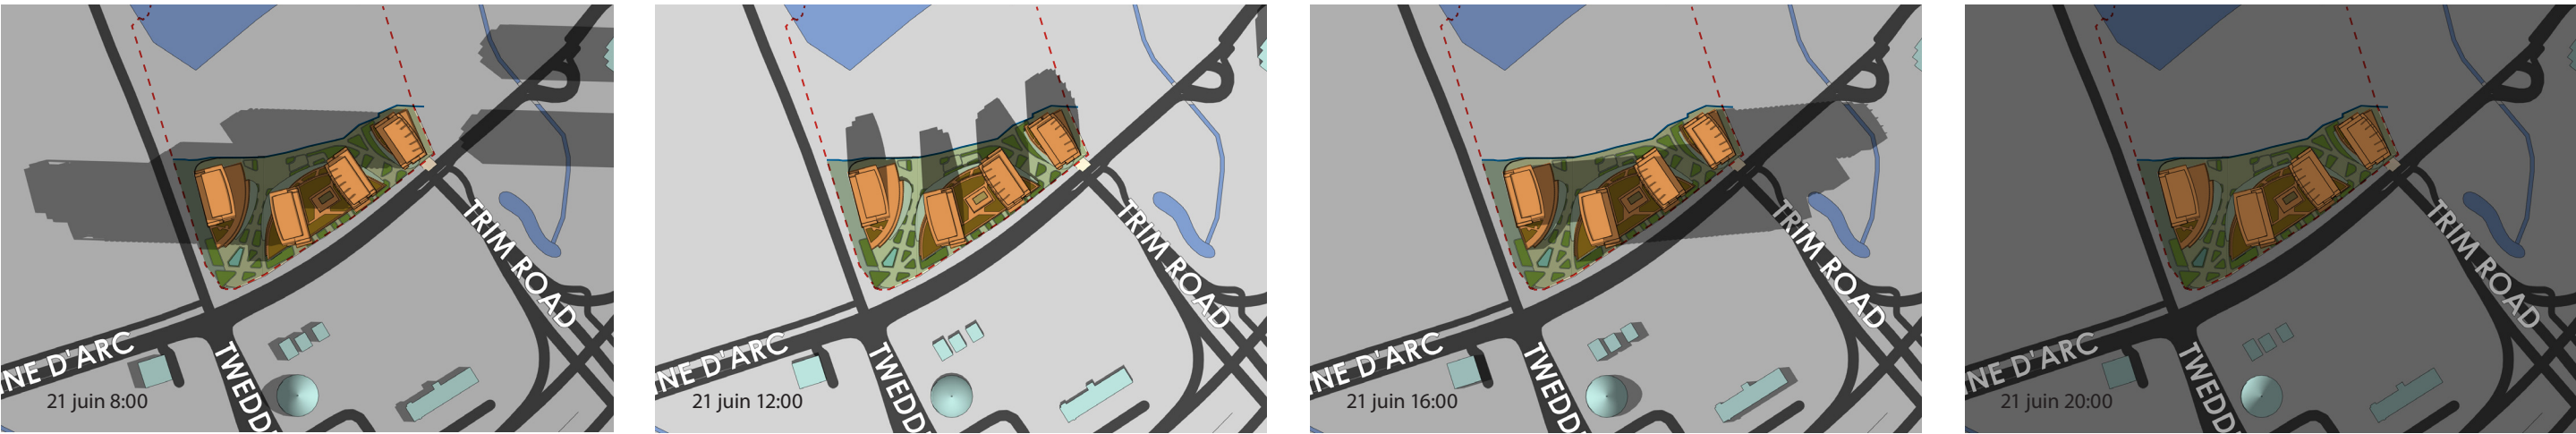 TRIM ROAD
NE D'ARC
TWEDD
21 juin 8:00
TRIM ROAD
NE D'ARC
TWEDD
21 juin 12:00
TRIM ROAD
NE D'ARC
TWEDD
21 juin 16:00
TRIM ROAD
NE D'ARC
TWEDD
21 juin 20:00